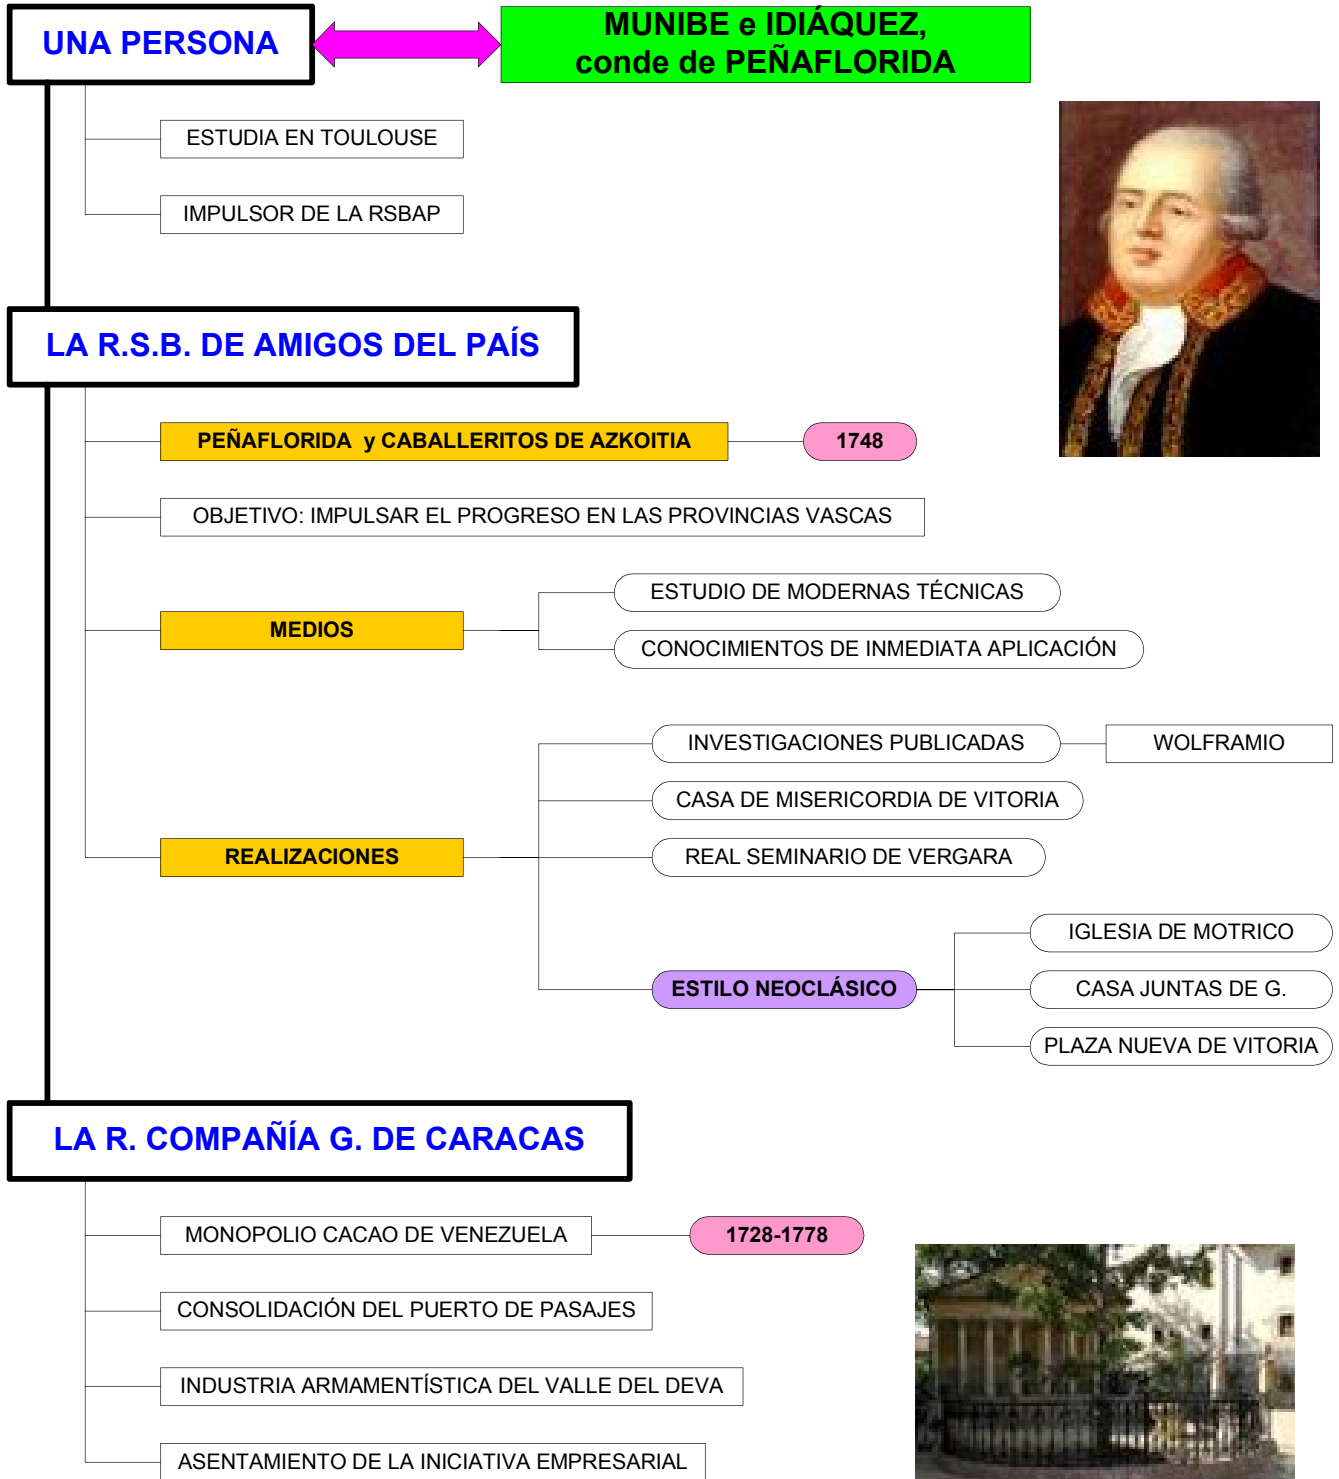 UNA PERSONA
MUNIBE e IDIÁQUEZ,
conde de PEÑAFLORIDA
ESTUDIA EN TOULOUSE
IMPULSOR DE LA RSBAP
LA R.S.B. DE AMIGOS DEL PAÍS
PEÑAFLORIDA y CABALLERITOS DE AZKOITIA
1748
OBJETIVO: IMPULSAR EL PROGRESO EN LAS PROVINCIAS VASCAS
MEDIOS
ESTUDIO DE MODERNAS TÉCNICAS
CONOCIMIENTOS DE INMEDIATA APLICACIÓN
REALIZACIONES
INVESTIGACIONES PUBLICADAS
WOLFRAMIO
CASA DE MISERICORDIA DE VITORIA
REAL SEMINARIO DE VERGARA
ESTILO NEOCLÁSICO
IGLESIA DE MOTRICO
CASA JUNTAS DE G.
PLAZA NUEVA DE VITORIA
LA R. COMPAÑÍA G. DE CARACAS
MONOPOLIO CACAO DE VENEZUELA
1728-1778
CONSOLIDACIÓN DEL PUERTO DE PASAJES
INDUSTRIA ARMAMENTÍSTICA DEL VALLE DEL DEVA
ASENTAMIENTO DE LA INICIATIVA EMPRESARIAL